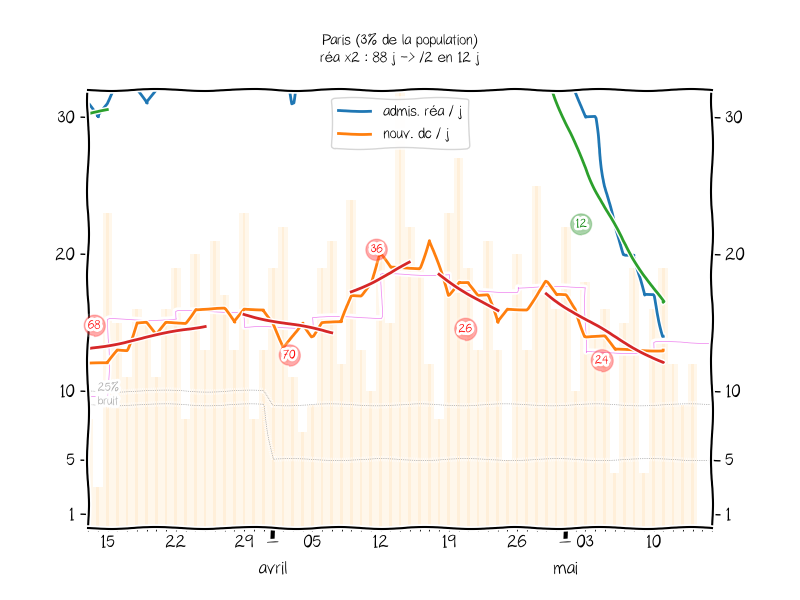 Paris (3% de la population)
réa x2 : 88 j -> /2 en 12 j
admis. réa / j
nouv. dc / j
30
30
20
20
10
10
5
5
1
1
12
36
68
70
26
24
25%
bruit
15 22 29 05 12 19 26 03 10
avril mai